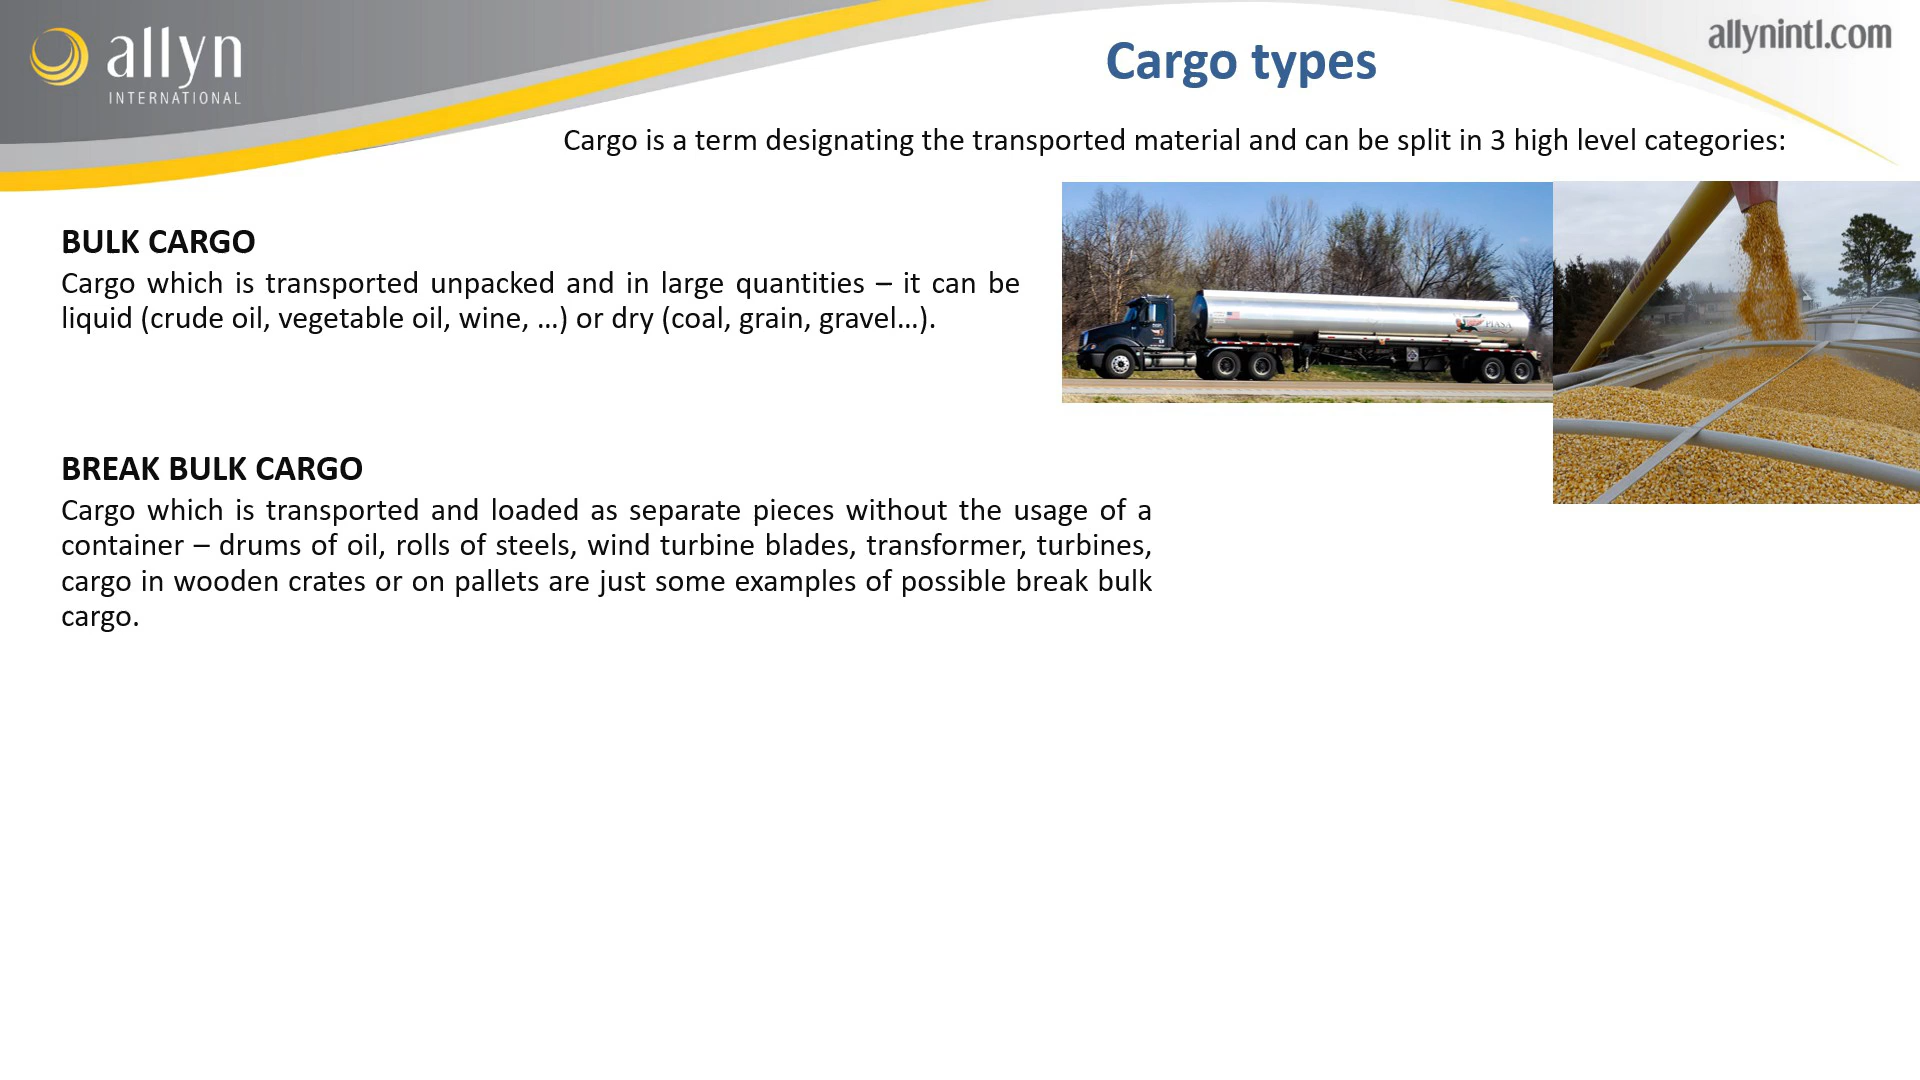 allyn
INTERNATIONAL
allynintl.com
Cargo types
Cargo is a term designating the transported material and can be split in 3 high level categories:
BULK CARGO
Cargo which is transported unpacked and in large quantities – it can be
liquid (crude oil, vegetable oil, wine, …) or dry (coal, grain, gravel…).
PIASA
BREAK BULK CARGO
Cargo which is transported and loaded as separate pieces without the usage of a
container – drums of oil, rolls of steels, wind turbine blades, transformer, turbines,
cargo in wooden crates or on pallets are just some examples of possible break bulk
cargo.